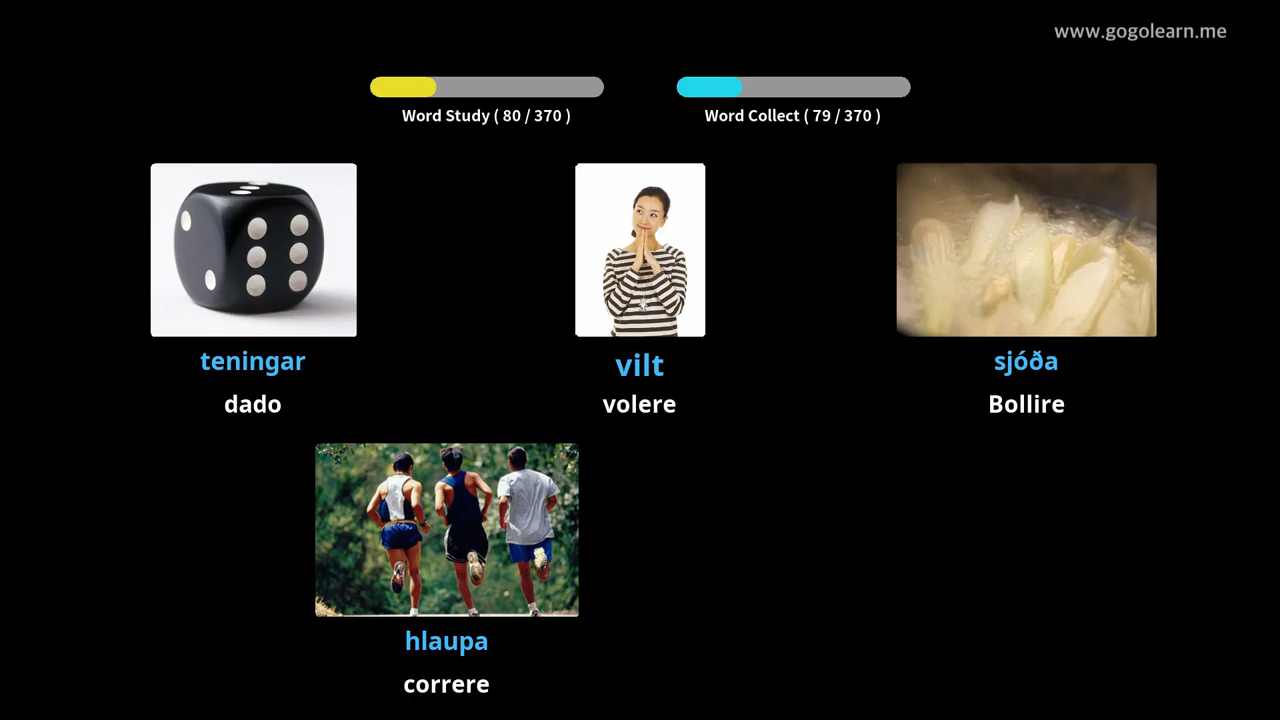 www.gogolearn.me
Word Study ( 80 / 370 )
Word Collect ( 79 / 370 )
teningar
dado
vilt
volere
sjóða
Bollire
hlaupa
correre